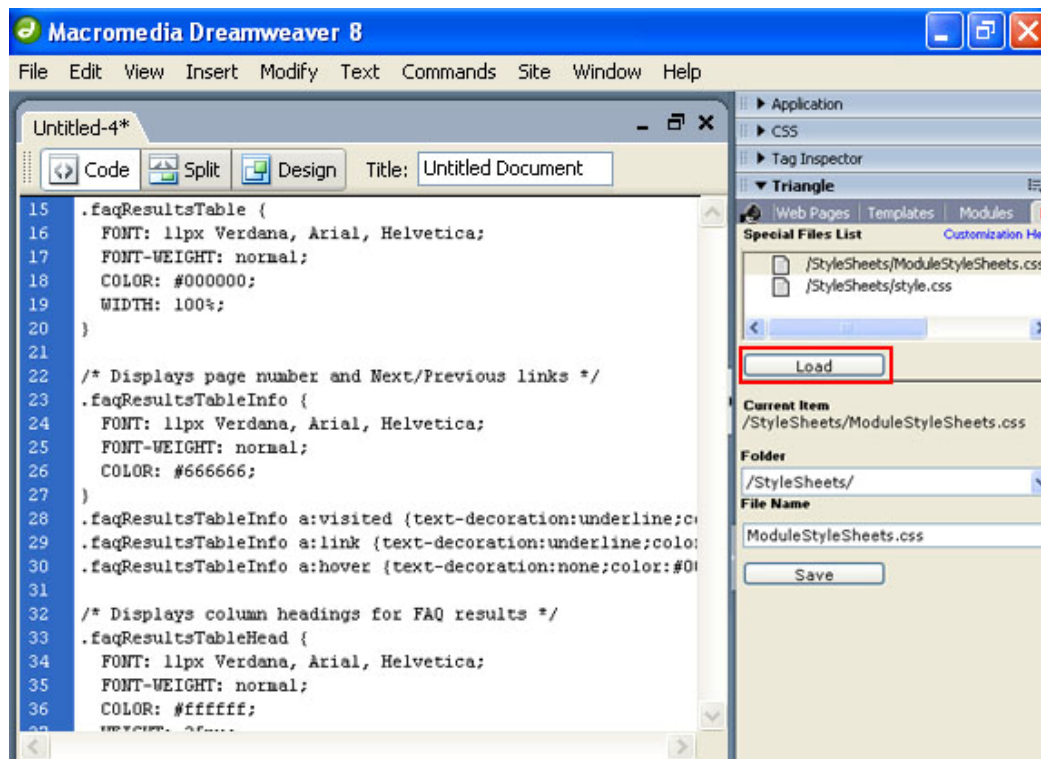 Macromedia Dreamweaver 8
File Edit View Insert Modify Text Commands Site Window Help
Untitled-4*
Code Split Design Title: Untitled Document
15 .faqResultsTable {
16 FONT: 11px Verdana, Arial, Helvetica;
17 FONT-WEIGHT: normal;
18 COLOR: #000000;
19 WIDTH: 100%;
20 }
21
22 /* Displays page number and Next/Previous links */
23 .faqResultsTableInfo {
24 FONT: 11px Verdana, Arial, Helvetica;
25 FONT-WEIGHT: normal;
26 COLOR: #666666;
27 }
28 .faqResultsTableInfo a:visited {text-decoration:underline;c
29 .faqResultsTableInfo a:link {text-decoration:underline;colo
30 .faqResultsTableInfo a:hover {text-decoration:none;color:#0
31
32 /* Displays column headings for FAQ results */
33 .faqResultsTableHead {
34 FONT: 11px Verdana, Arial, Helvetica;
35 FONT-WEIGHT: normal;
36 COLOR: #ffffff;
Application
CSS
Tag Inspector
Triangle
Web Pages Templates Modules
Special Files List Customization He
/StyleSheets/ModuleStyleSheets.css
/StyleSheets/style.css
Load
Current Item
/StyleSheets/ModuleStyleSheets.css
Folder
/StyleSheets/
File Name
ModuleStyleSheets.css
Save